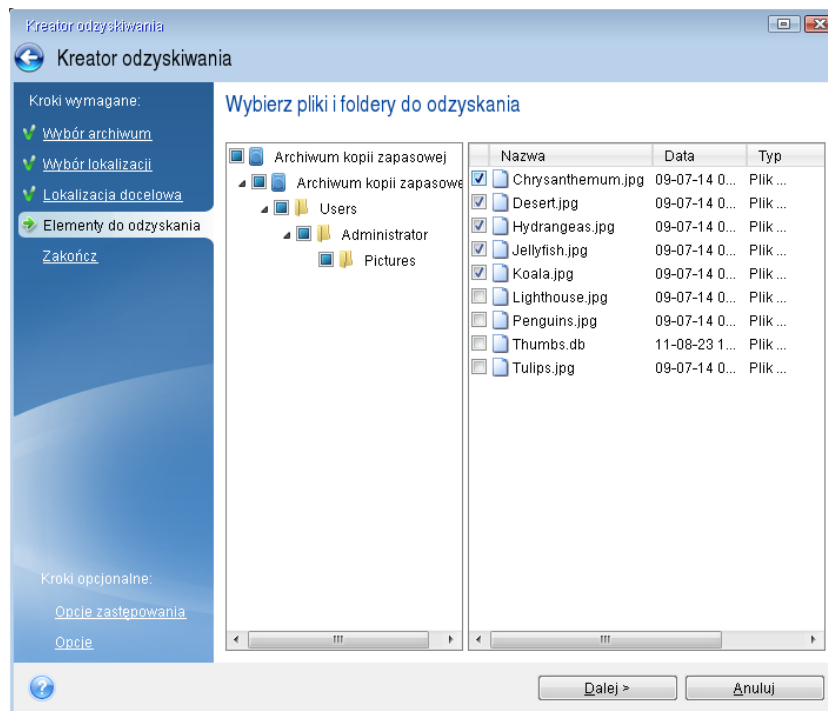 Kreator odzyskiwania
Kreator odzyskiwania
Kroki wymagane:
Wybór archiwum
Wybór lokalizacji
Lokalizacja docelowa
Elementy do odzyskania
Zakończ
Kroki opcjonalne:
Opcje zastępowania
Opcje
Wybierz pliki i foldery do odzyskania
Archiwum kopii zapasowej
Archiwum kopii zapasowe
Users
Administrator
Pictures
Nazwa Data Typ
Chrysanthemum.jpg 09-07-14 0... Plik ...
Desert.jpg 09-07-14 0... Plik ...
Hydrangeas.jpg 09-07-14 0... Plik ...
Jellyfish.jpg 09-07-14 0... Plik ...
Koala.jpg 09-07-14 0... Plik ...
Lighthouse.jpg 09-07-14 0... Plik ...
Penguins.jpg 09-07-14 0... Plik ...
Thumbs.db 11-08-23 1... Plik ...
Tulips.jpg 09-07-14 0... Plik ...
Dalej > Anuluj